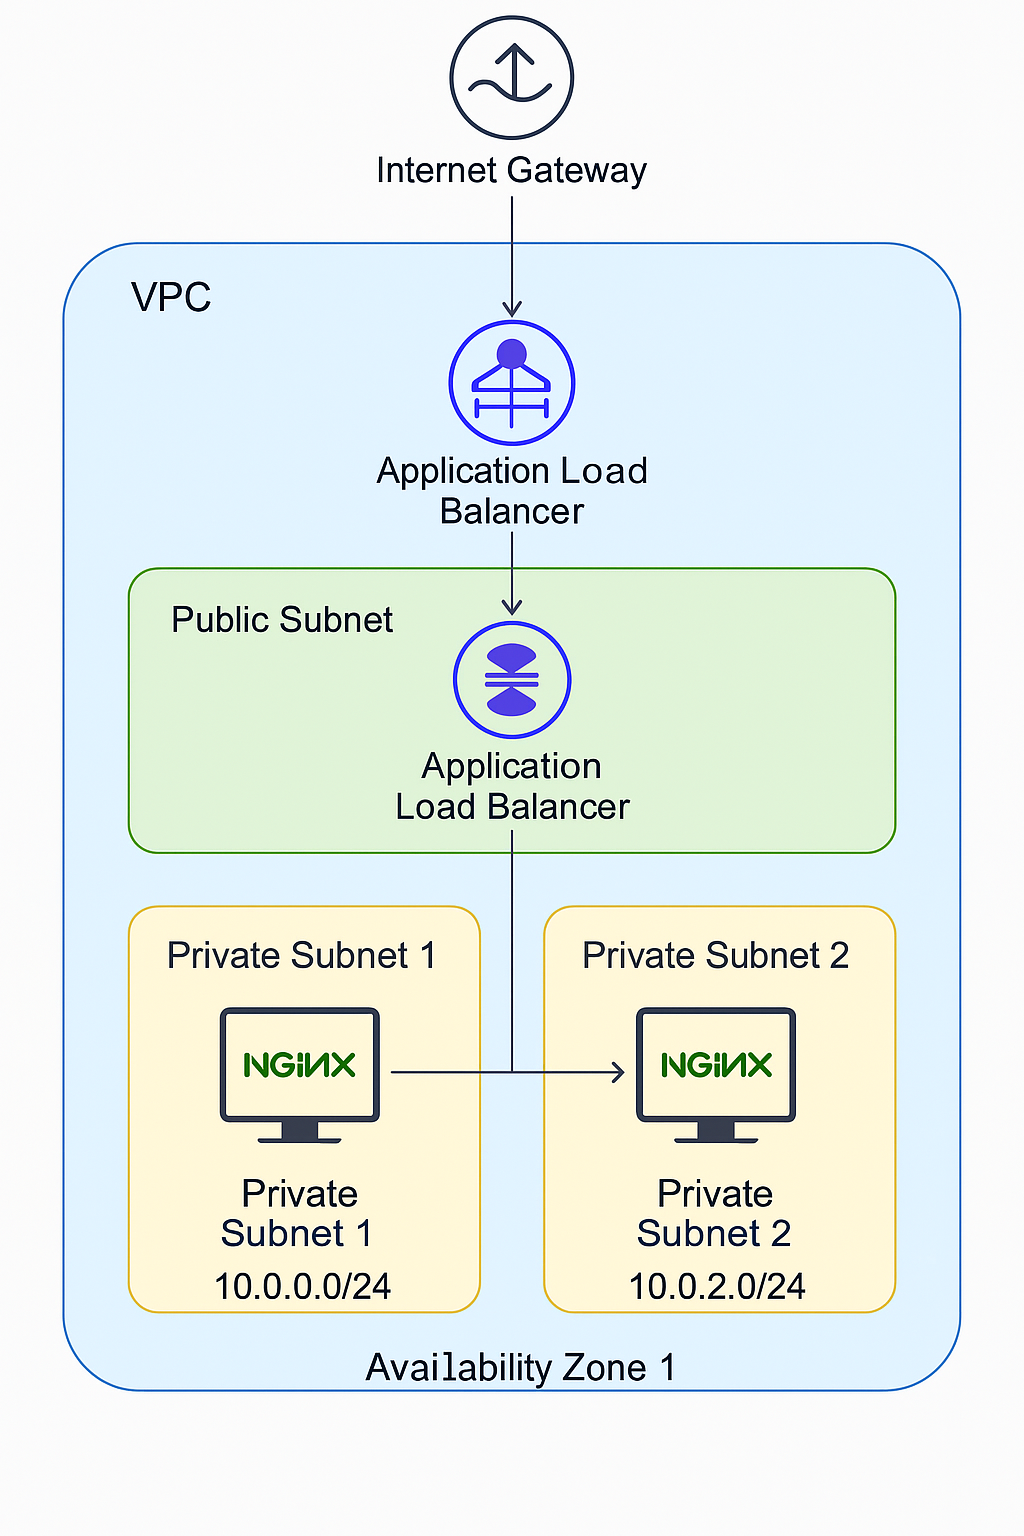 Internet Gateway
VPC
Application Load
Balancer
Public Subnet
Application
Load Balancer
Private Subnet 1
Private Subnet 2
NGiNX
NGiNX
Private
Subnet 1
10.0.0.0/24
Private
Subnet 2
10.0.2.0/24
Availability Zone 1